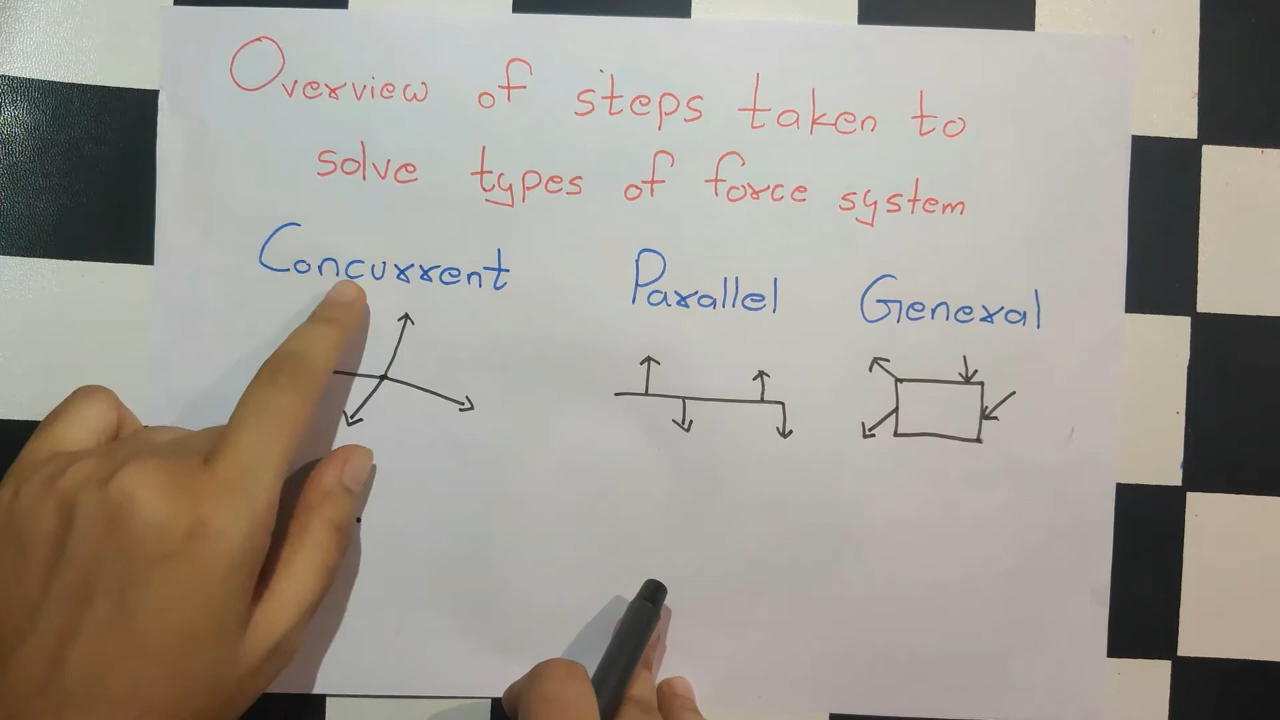 Overview of steps taken to
solve types of force system
Concurrent Parallel General